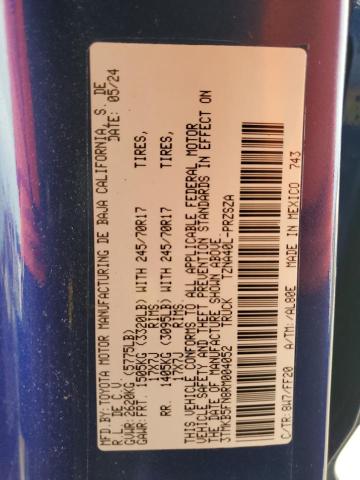 MFD.BY: TOYOTA MOTOR MANUFACTURING DE BAJA CALIFORNIA, S. DE
R.L. DE C.V. DATE: 05/24
GVWR: 2620KG (5775LB)
GAWR: FRT. 1505KG (3320LB) WITH 245/70R17 TIRES,
17X7J RIMS
RR. 1405KG (3095LB) WITH 245/70R17 TIRES,
17X7J RIMS
THIS VEHICLE CONFORMS TO ALL APPLICABLE FEDERAL MOTOR
VEHICLE SAFETY AND THEFT PREVENTION STANDARDS IN EFFECT ON
THE DATE OF MANUFACTURE SHOWN ABOVE.
3TMKB5FN8RM004052 TRUCK TZNA40L-PRZSZA
C/TR: 8W7/FF20 A/TM: /AL80E MADE IN MEXICO 743